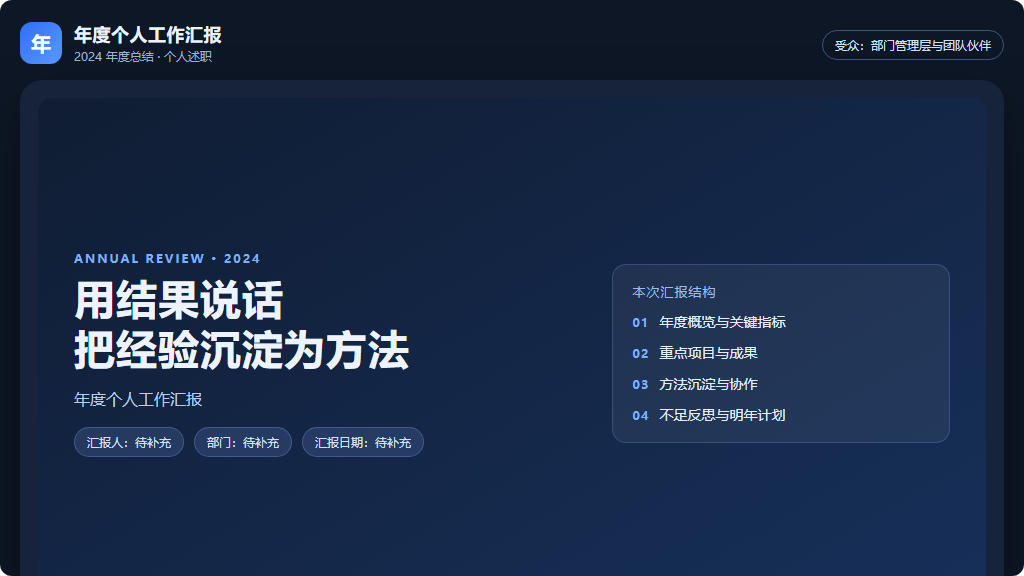 年
年度个人工作汇报
2024 年度总结 · 个人述职
受众：部门管理层与团队伙伴
ANNUAL REVIEW • 2024
用结果说话
把经验沉淀为方法
年度个人工作汇报
汇报人：待补充
部门：待补充
汇报日期：待补充
本次汇报结构
01 年度概览与关键指标
02 重点项目与成果
03 方法沉淀与协作
04 不足反思与明年计划